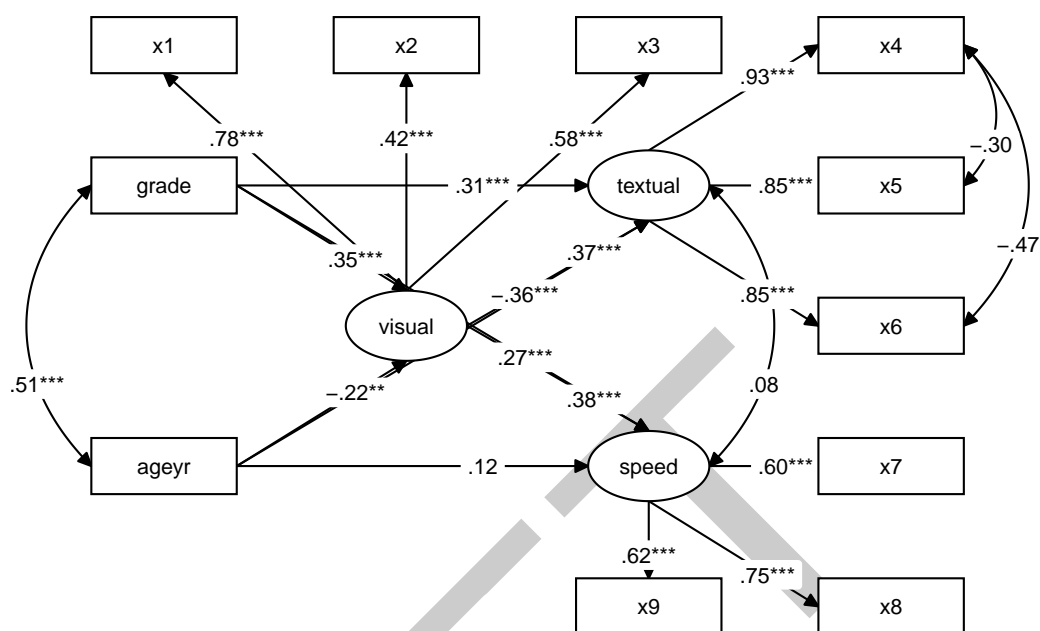 x1
x2
x3
x4
.93***
.78***
.42***
.58***
−.30
grade
.31***
textual
.85***
x5
.35***
.37***
−.47
−.36***
.85***
visual
x6
.27***
.51***
−.22**
.38***
.08
ageyr
.12
speed
.60***
x7
.62***
.75***
x9
x8